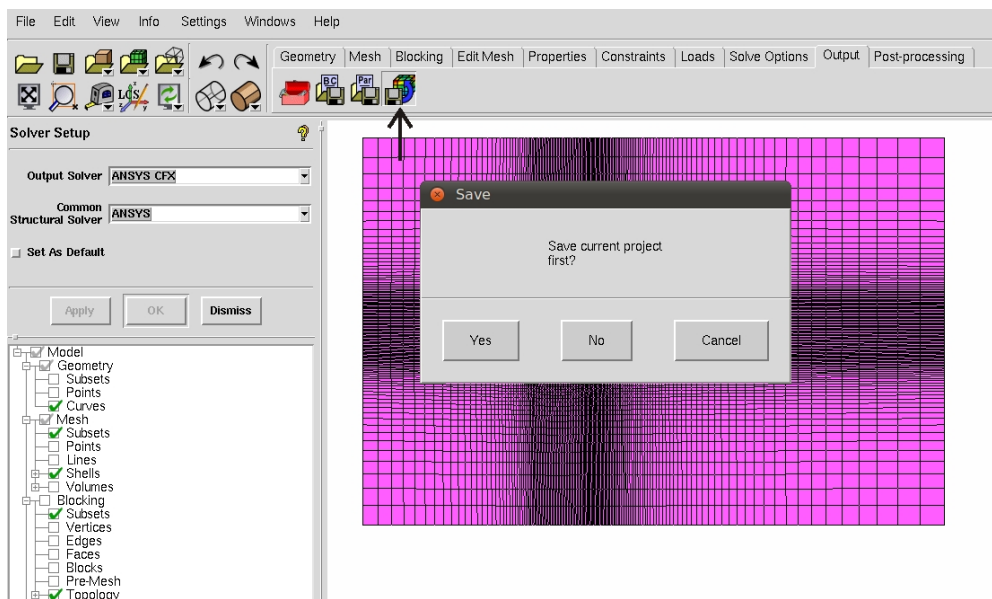 File Edit View Info Settings Windows Help
Geometry Mesh Blocking Edit Mesh Properties Constraints Loads Solve Options Output Post-processing
LCS
BC
Par
Solver Setup
Output Solver ANSYS CFX
Common
Structural Solver ANSYS
Set As Default
Apply OK Dismiss
Model
Geometry
Subsets
Points
Curves
Mesh
Subsets
Points
Lines
Shells
Volumes
Blocking
Subsets
Vertices
Edges
Faces
Blocks
Pre-Mesh
Topology
Save
Save current project
first?
Yes No Cancel